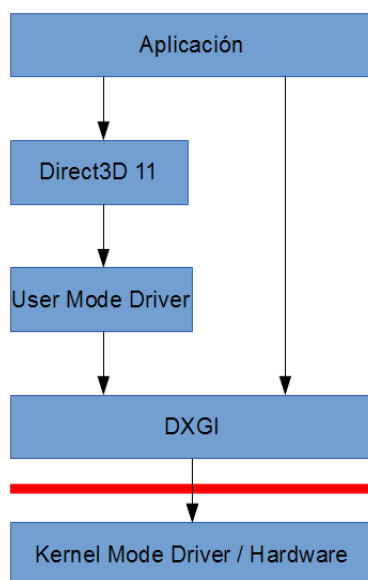 Aplicación
Direct3D 11
User Mode Driver
DXGI
Kernel Mode Driver / Hardware